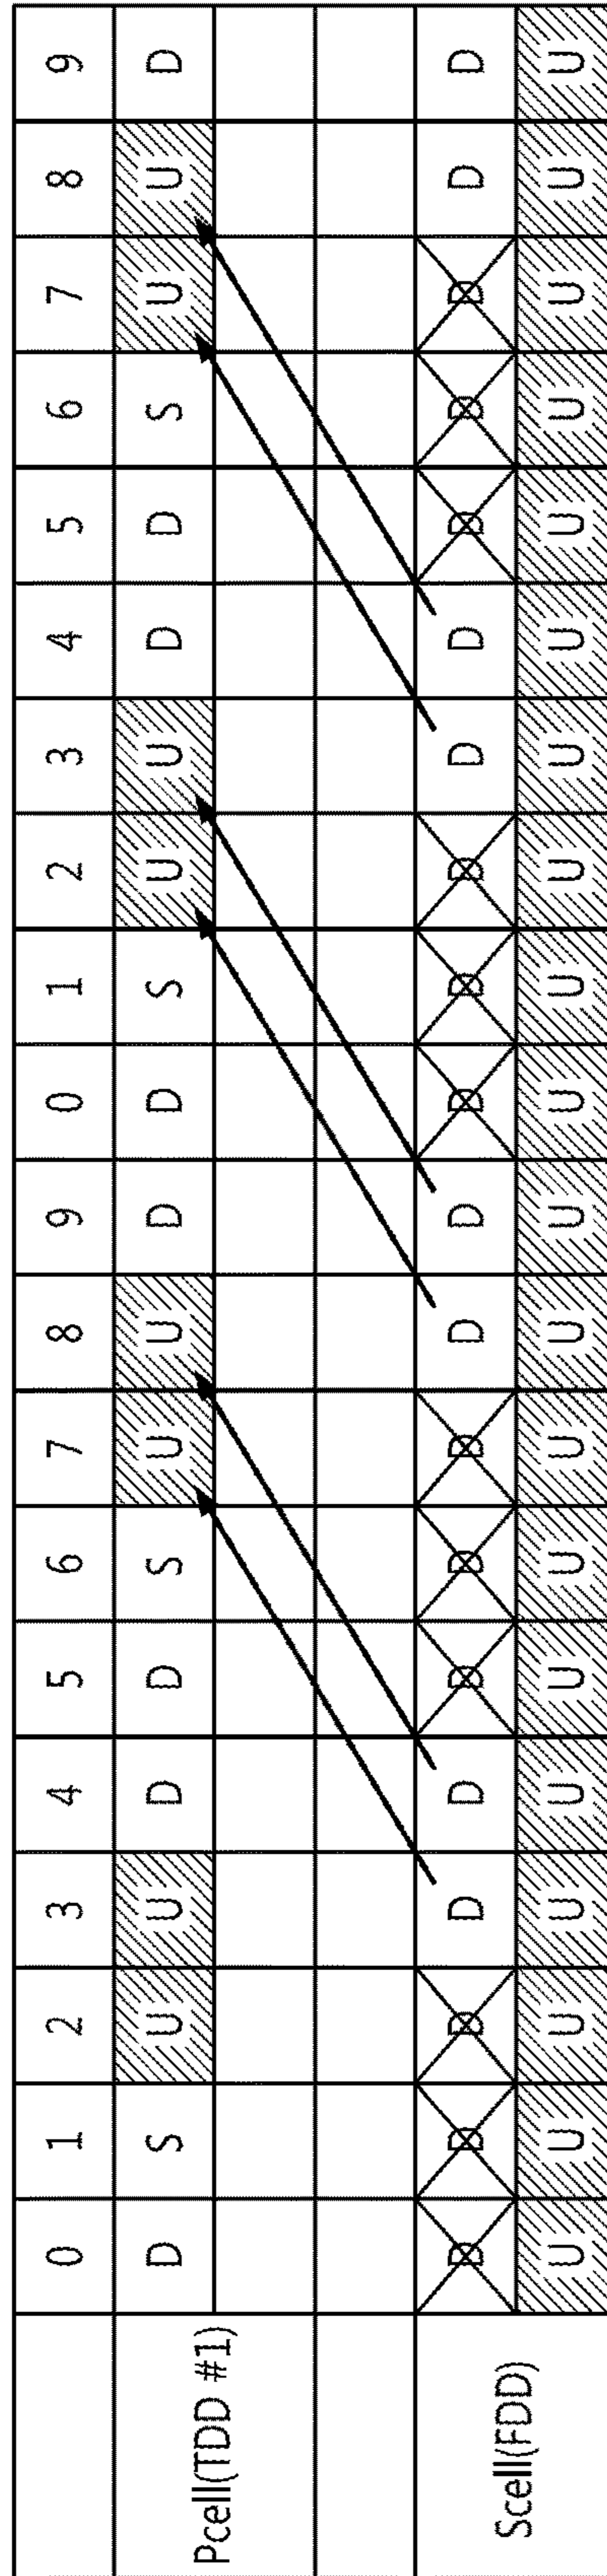 0 1 2 3 4 5 6 7 8 9 0 1 2 3 4 5 6 7 8 9
Pcell(TDD #1) D S U U D D S U U D D S U U D D S U U D
Scell(FDD) D D D D D D D D D D D D D D D D D D D D
U U U U U U U U U U U U U U U U U U U U